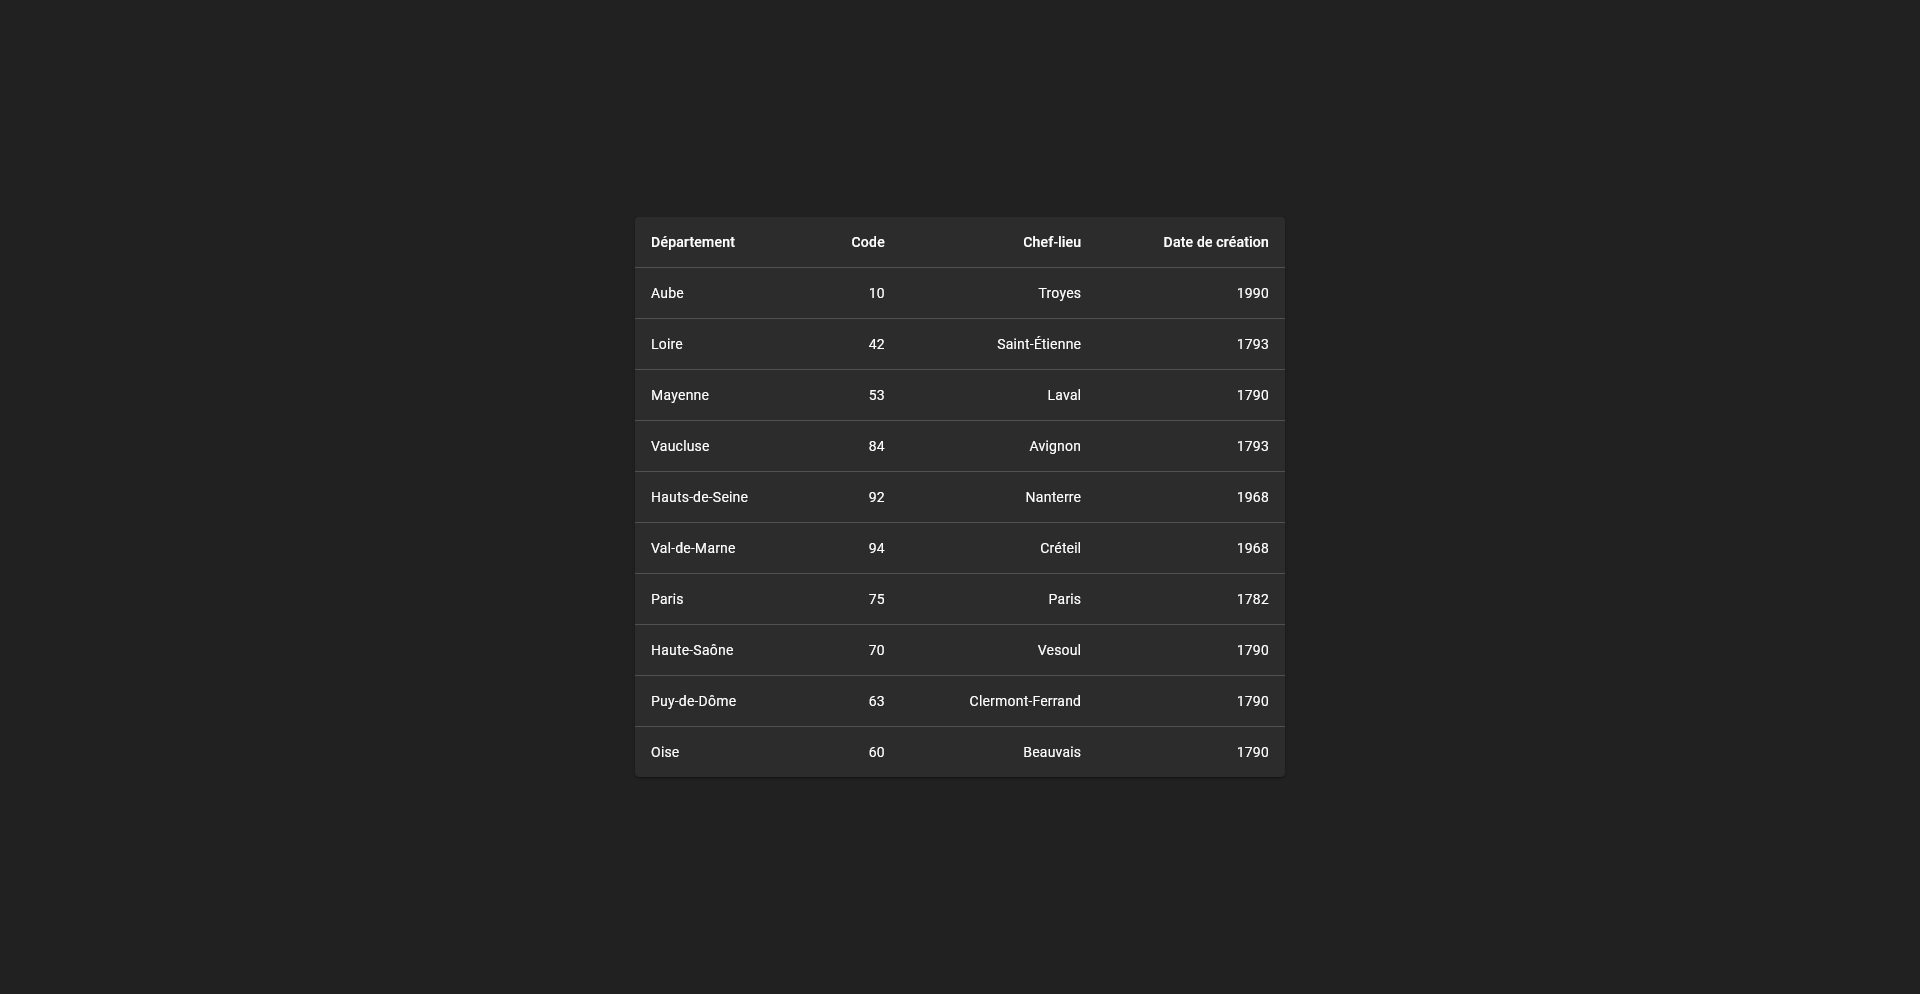 Département Code Chef-lieu Date de création
Aube 10 Troyes 1990
Loire 42 Saint-Étienne 1793
Mayenne 53 Laval 1790
Vaucluse 84 Avignon 1793
Hauts-de-Seine 92 Nanterre 1968
Val-de-Marne 94 Créteil 1968
Paris 75 Paris 1782
Haute-Saône 70 Vesoul 1790
Puy-de-Dôme 63 Clermont-Ferrand 1790
Oise 60 Beauvais 1790